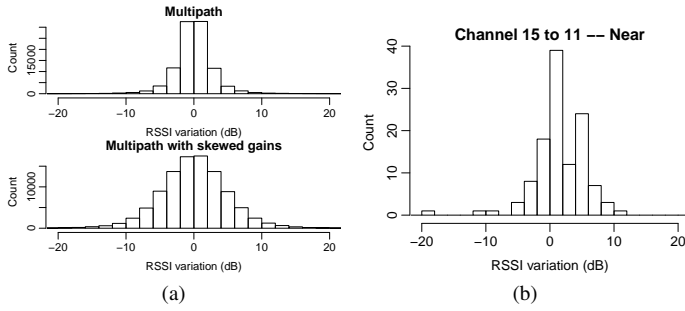 Multipath
Count
0
15000
−20
−10
0
10
20
RSSI variation (dB)
Multipath with skewed gains
Count
0
10000
−20
−10
0
10
20
RSSI variation (dB)
(a)
Channel 15 to 11 −− Near
Count
0
10
20
30
40
−20
−10
0
10
20
RSSI variation (dB)
(b)